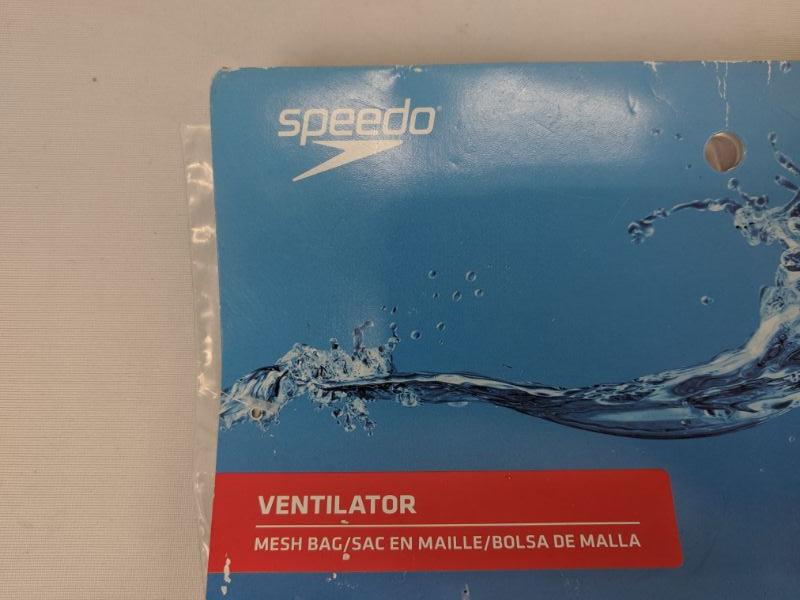 speedo
VENTILATOR
MESH BAG/SAC EN MAILLE/BOLSA DE MALLA